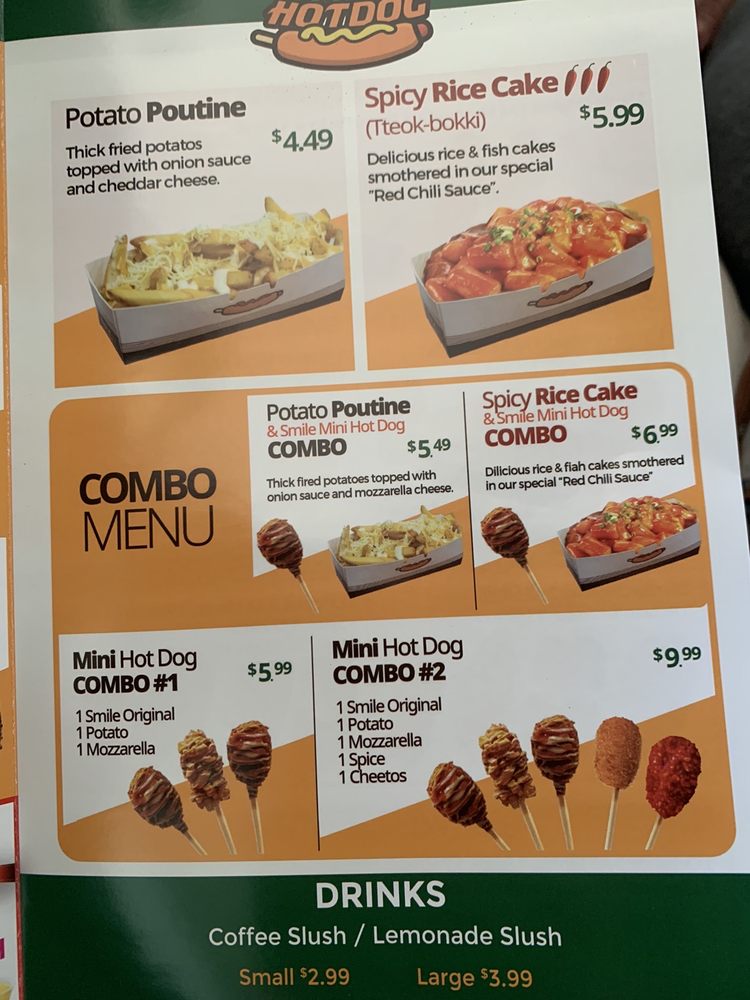 HOTDOG
Potato Poutine
$4.49
Thick fried potatos
topped with onion sauce
and cheddar cheese.
Spicy Rice Cake
(Tteok-bokki)
$5.99
Delicious rice & fish cakes
smothered in our special
"Red Chili Sauce".
COMBO
MENU
Potato Poutine
& Smile Mini Hot Dog
COMBO
$5.49
Thick fired potatoes topped with
onion sauce and mozzarella cheese.
Spicy Rice Cake
& Smile Mini Hot Dog
COMBO
$6.99
Dilicious rice & fiah cakes smothered
in our special "Red Chili Sauce"
Mini Hot Dog
COMBO #1
$5.99
1 Smile Original
1 Potato
1 Mozzarella
Mini Hot Dog
COMBO #2
$9.99
1 Smile Original
1 Potato
1 Mozzarella
1 Spice
1 Cheetos
DRINKS
Coffee Slush / Lemonade Slush
Small $2.99 Large $3.99